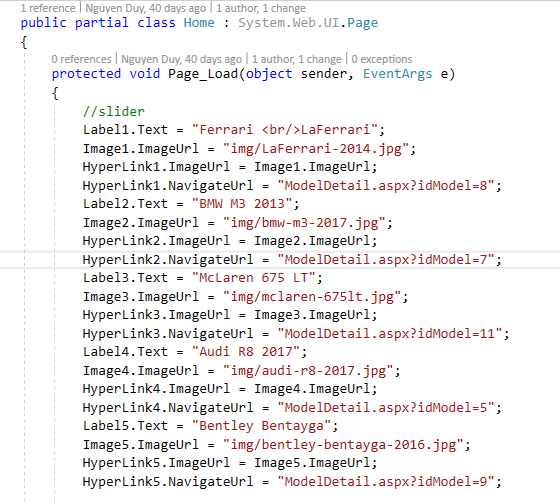 1 reference | Nguyen Duy, 40 days ago | 1 author, 1 change
public partial class Home : System.Web.UI.Page
{
0 references | Nguyen Duy, 40 days ago | 1 author, 1 change | 0 exceptions
protected void Page_Load(object sender, EventArgs e)
{
//slider
Label1.Text = "Ferrari <br/>LaFerrari";
Image1.ImageUrl = "img/LaFerrari-2014.jpg";
HyperLink1.ImageUrl = Image1.ImageUrl;
HyperLink1.NavigateUrl = "ModelDetail.aspx?idModel=8";
Label2.Text = "BMW M3 2013";
Image2.ImageUrl = "img/bmw-m3-2017.jpg";
HyperLink2.ImageUrl = Image2.ImageUrl;
HyperLink2.NavigateUrl = "ModelDetail.aspx?idModel=7";
Label3.Text = "McLaren 675 LT";
Image3.ImageUrl = "img/mclaren-675lt.jpg";
HyperLink3.ImageUrl = Image3.ImageUrl;
HyperLink3.NavigateUrl = "ModelDetail.aspx?idModel=11";
Label4.Text = "Audi R8 2017";
Image4.ImageUrl = "img/audi-r8-2017.jpg";
HyperLink4.ImageUrl = Image4.ImageUrl;
HyperLink4.NavigateUrl = "ModelDetail.aspx?idModel=5";
Label5.Text = "Bentley Bentayga";
Image5.ImageUrl = "img/bentley-bentayga-2016.jpg";
HyperLink5.ImageUrl = Image5.ImageUrl;
HyperLink5.NavigateUrl = "ModelDetail.aspx?idModel=9";